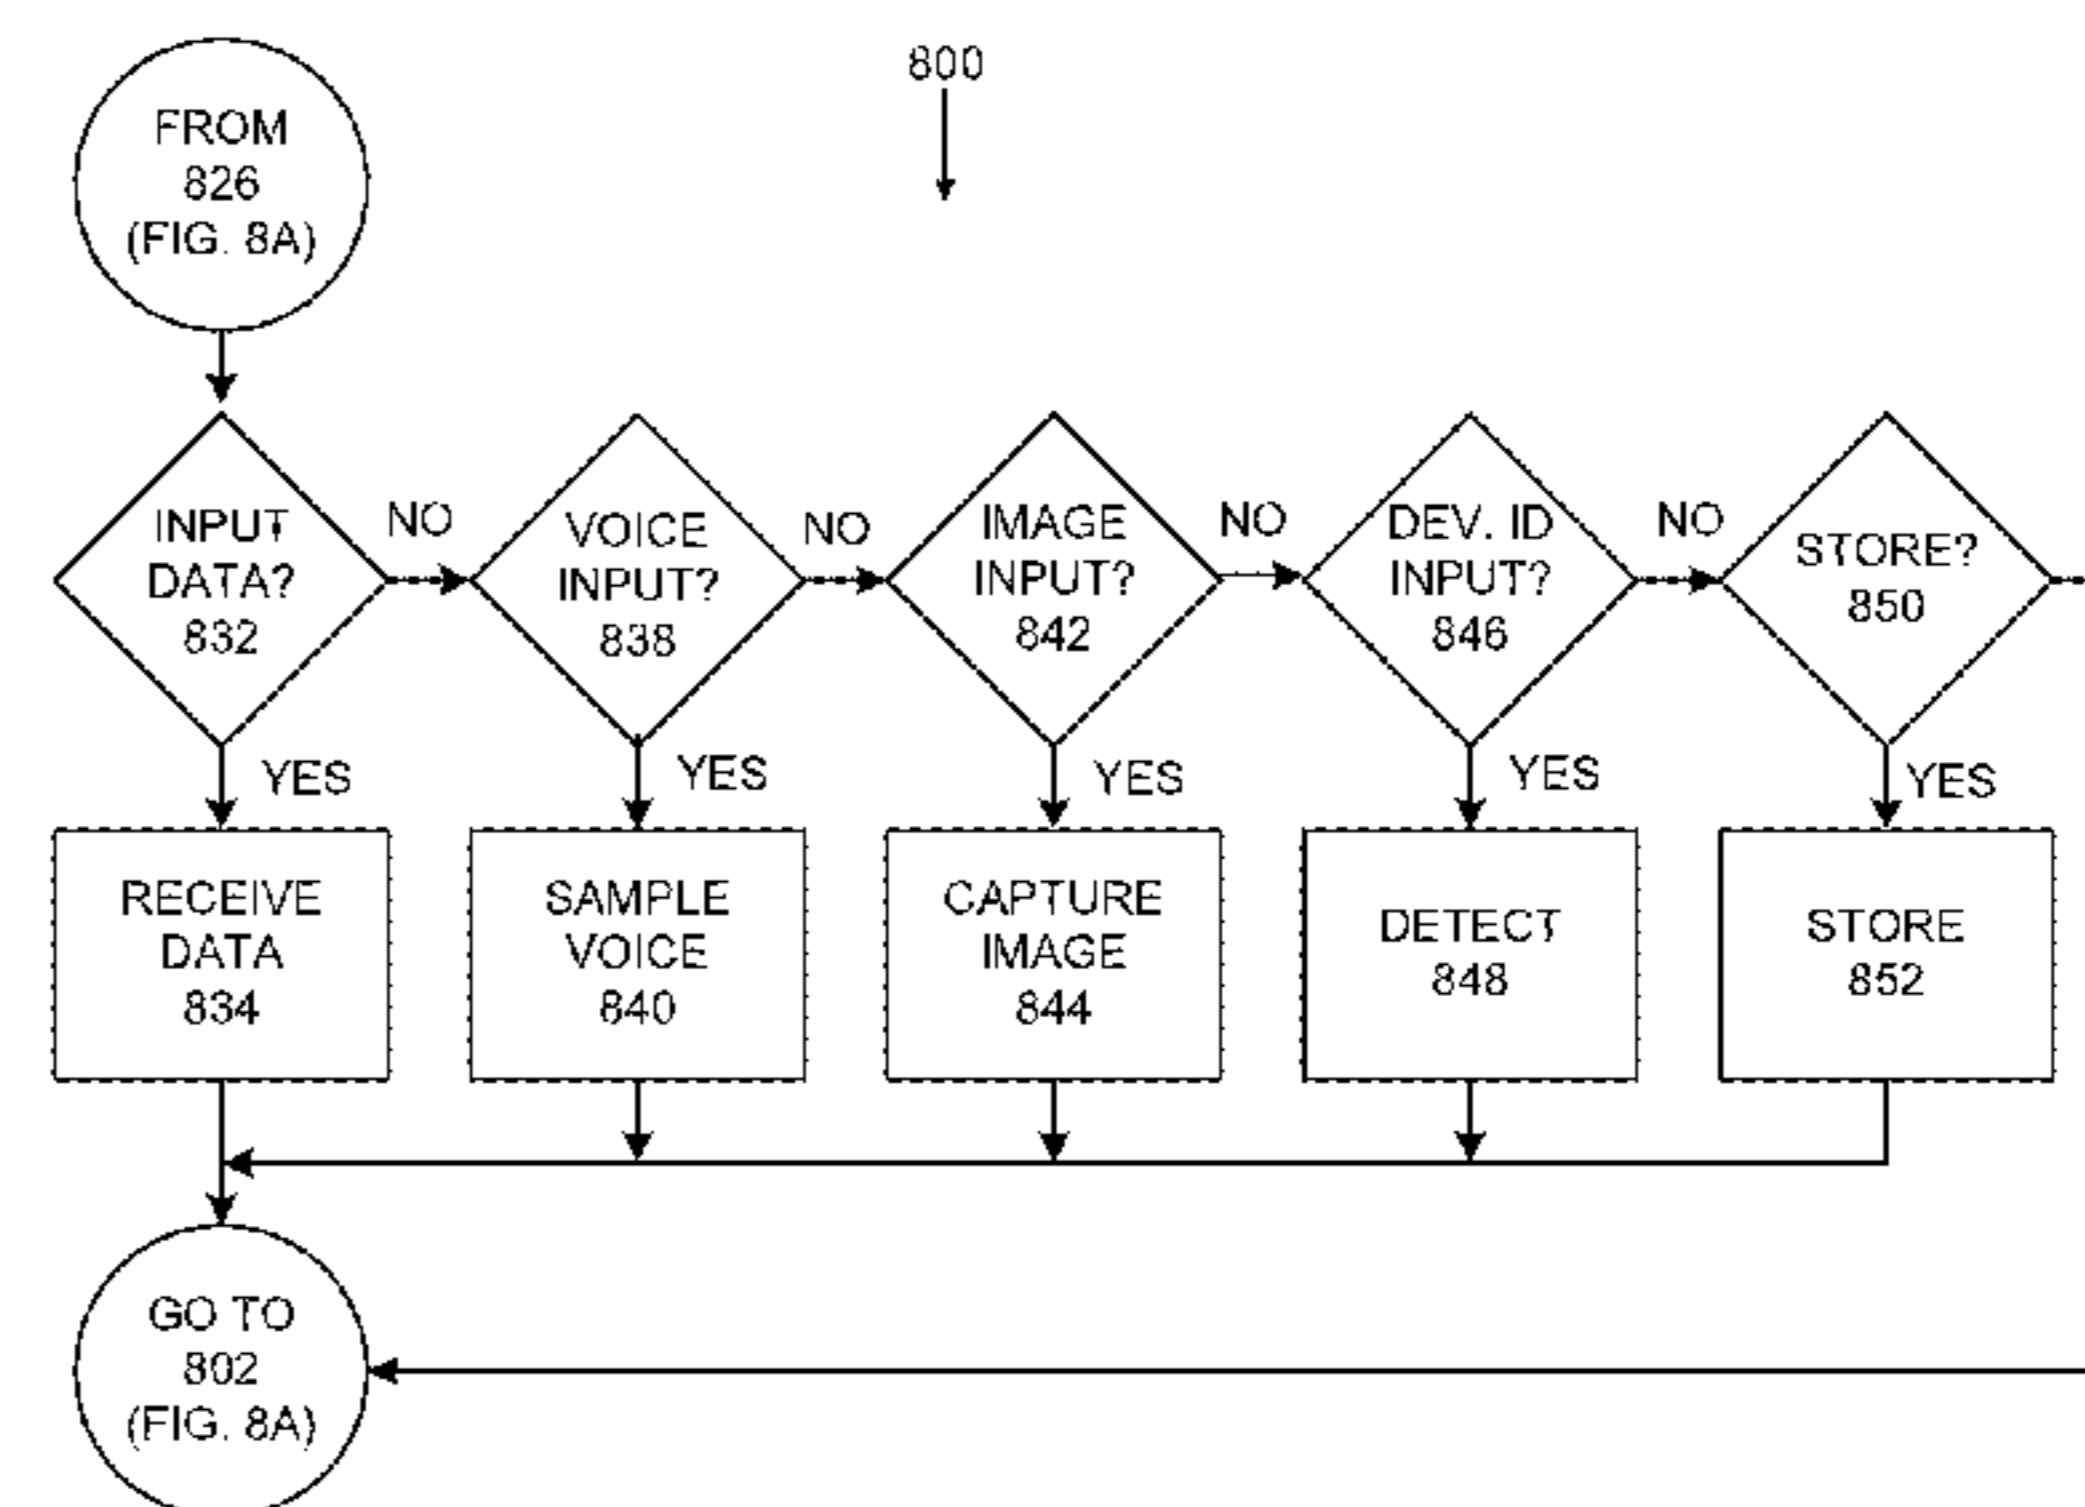 800
FROM
826
(FIG. 8A)
INPUT
DATA?
832
NO
VOICE
INPUT?
838
NO
IMAGE
INPUT?
842
NO
DEV. ID
INPUT?
846
NO
STORE?
850
YES
YES
YES
YES
YES
RECEIVE
DATA
834
SAMPLE
VOICE
840
CAPTURE
IMAGE
844
DETECT
848
STORE
852
GO TO
802
(FIG. 8A)